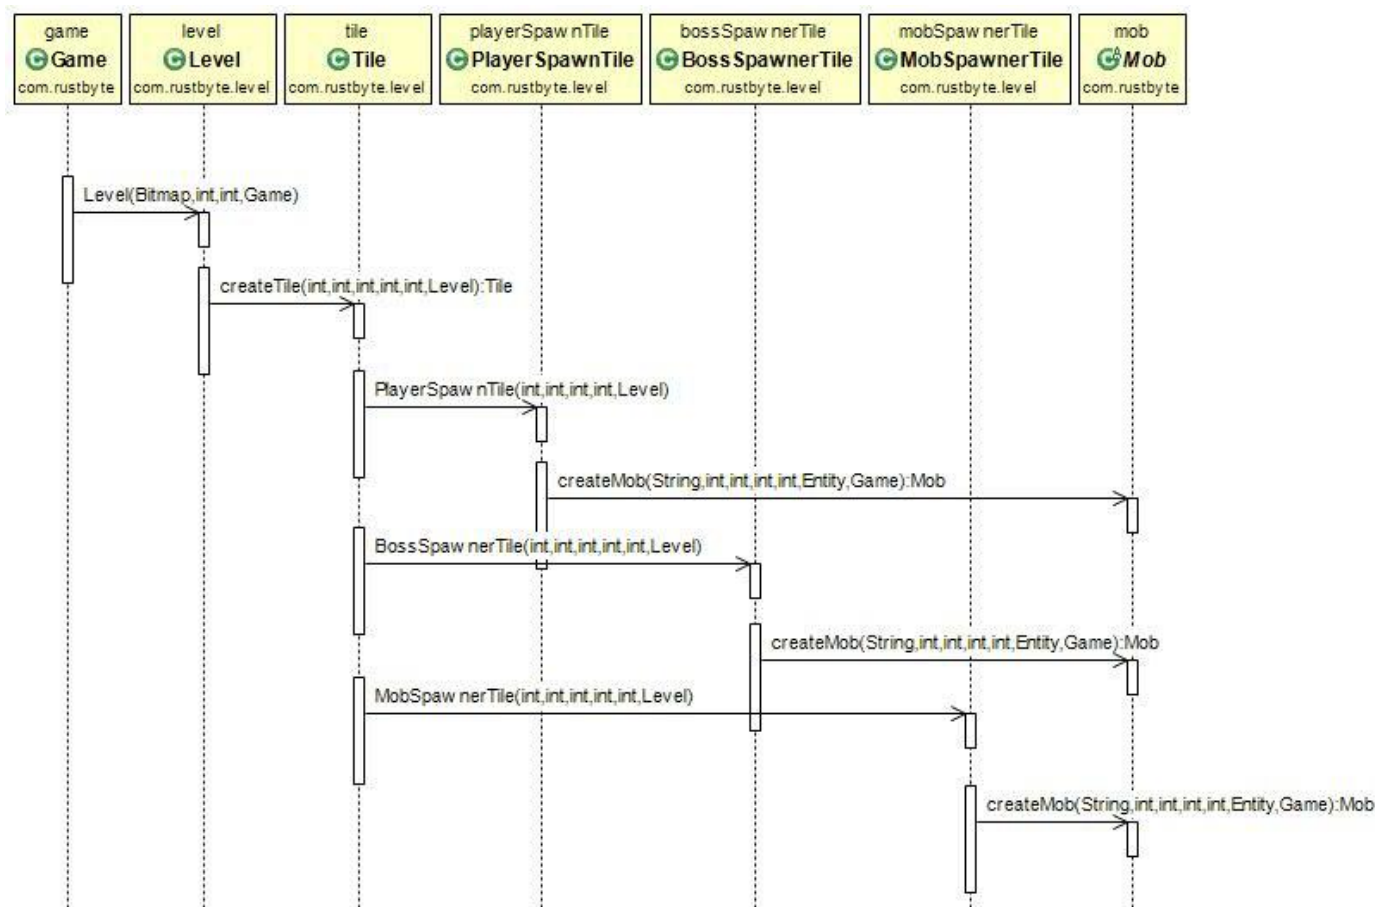 game
Game
com.rustbyte
level
Level
com.rustbyte.level
tile
Tile
com.rustbyte.level
playerSpawnTile
PlayerSpawnTile
com.rustbyte.level
bossSpawnerTile
BossSpawnerTile
com.rustbyte.level
mobSpawnerTile
MobSpawnerTile
com.rustbyte.level
mob
Mob
com.rustbyte
Level(Bitmap,int,int,Game)
createTile(int,int,int,int,int,Level):Tile
PlayerSpawnTile(int,int,int,int,Level)
createMob(String,int,int,int,int,Entity,Game):Mob
BossSpawnerTile(int,int,int,int,int,Level)
createMob(String,int,int,int,int,Entity,Game):Mob
MobSpawnerTile(int,int,int,int,int,Level)
createMob(String,int,int,int,int,Entity,Game):Mob